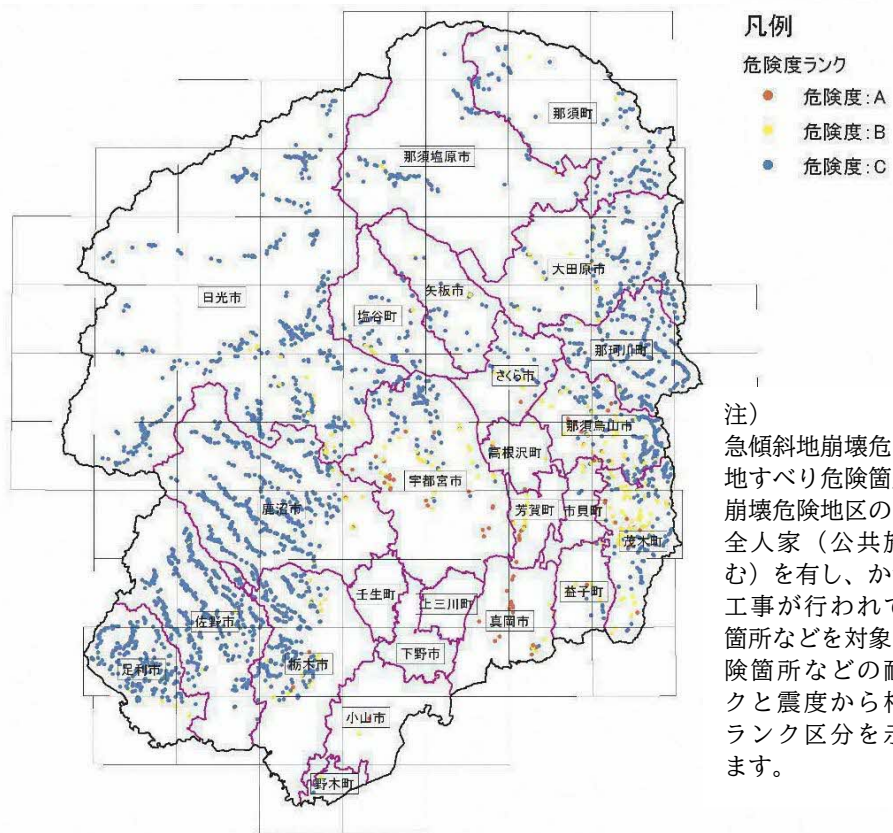 凡例
危険度ランク
危険度:A
危険度:B
危険度:C
那須町
那須塩原市
大田原市
日光市
矢板市
塩谷町
那珂川町
さくら市
那須烏山市
高根沢町
宇都宮市
鹿沼市
芳賀町
市貝町
茂木町
壬生町
上三川町
真岡市
益子町
佐野市
下野市
足利市
栃木市
小山市
野木町
注）
急傾斜地崩壊危
地すべり危険箇
崩壊危険地区の
全人家（公共施
む）を有し、か
工事が行われて
箇所などを対象
険箇所などの耐
クと震度から相
ランク区分を示
ます。